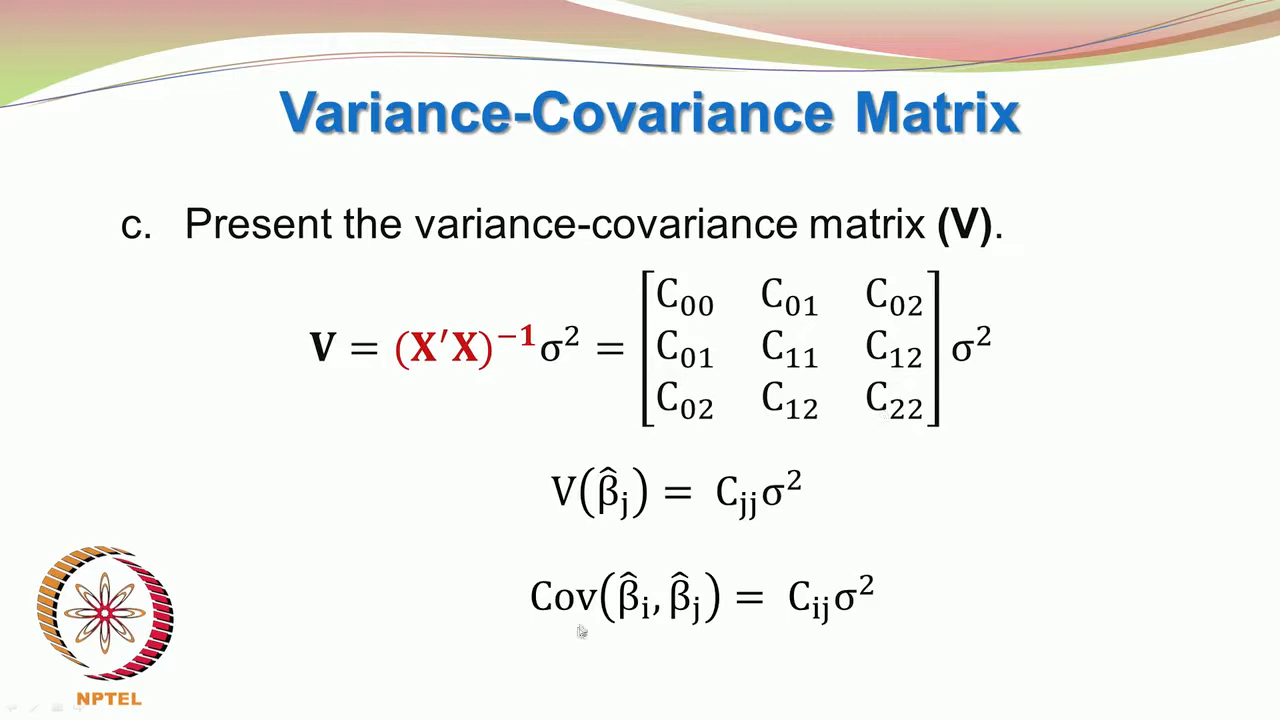 Variance-Covariance Matrix
c. Present the variance-covariance matrix (V).
V = (X′X)⁻¹σ² = [C₀₀ C₀₁ C₀₂
C₀₁ C₁₁ C₁₂
C₀₂ C₁₂ C₂₂] σ²
V(β̂ⱼ) = Cⱼⱼσ²
Cov(β̂ᵢ, β̂ⱼ) = Cᵢⱼσ²
NPTEL